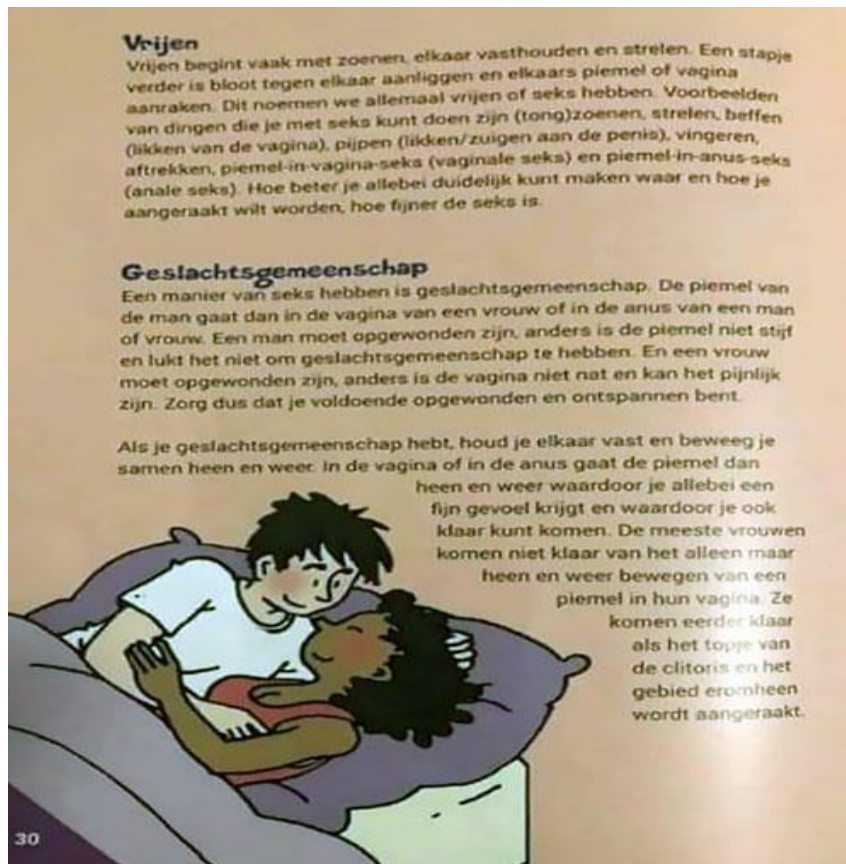 Vrijen
Vrijen begint vaak met zoenen, elkaar vasthouden en strelen. Een stapje
verder is bloot tegen elkaar aanliggen en elkaars piemel of vagina
aanraken. Dit noemen we allemaal vrijen of seks hebben. Voorbeelden
van dingen die je met seks kunt doen zijn (tong)zoenen, strelen, beffen
(likken van de vagina), pijpen (likken/zuigen aan de penis), vingeren,
aftrekken, piemel-in-vagina-seks (vaginale seks) en piemel-in-anus-seks
(anale seks). Hoe beter je allebei duidelijk kunt maken waar en hoe je
aangeraakt wilt worden, hoe fijner de seks is.
Geslachtsgemeenschap
Een manier van seks hebben is geslachtsgemeenschap. De piemel van
de man gaat dan in de vagina van een vrouw of in de anus van een man
of vrouw. Een man moet opgewonden zijn, anders is de piemel niet stijf
en lukt het niet om geslachtsgemeenschap te hebben. En een vrouw
moet opgewonden zijn, anders is de vagina niet nat en kan het pijnlijk
zijn. Zorg dus dat je voldoende opgewonden en ontspannen bent.
Als je geslachtsgemeenschap hebt, houd je elkaar vast en beweeg je
samen heen en weer. In de vagina of in de anus gaat de piemel dan
heen en weer waardoor je allebei een
fijn gevoel krijgt en waardoor je ook
klaar kunt komen. De meeste vrouwen
komen niet klaar van het alleen maar
heen en weer bewegen van een
piemel in hun vagina. Ze
komen eerder klaar
als het topje van
de clitoris en het
gebied eromheen
wordt aangeraakt.
30